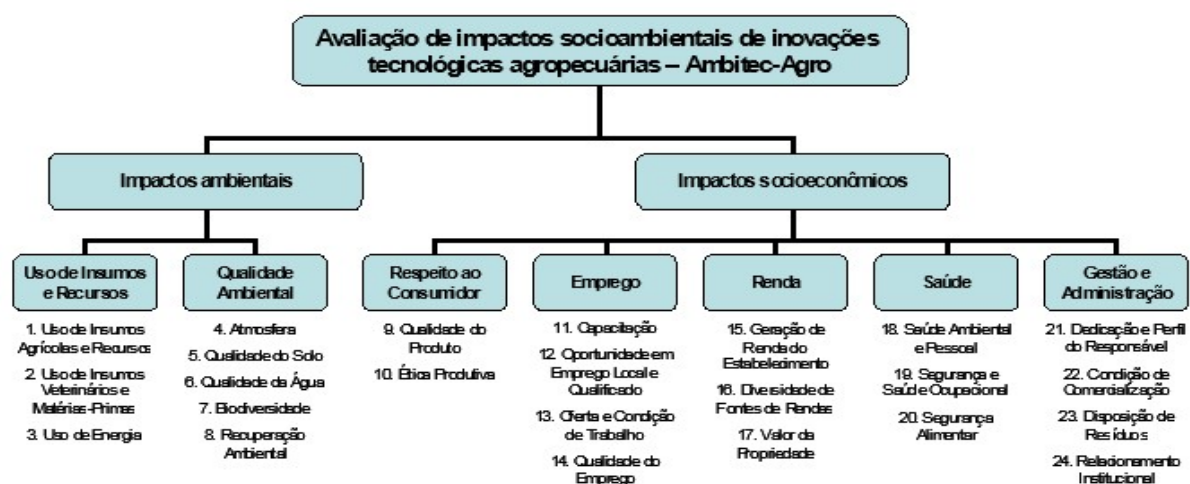 Avaliação de impactos socioambientais de inovações
tecnológicas agropecuárias – Ambitec-Agro
Impactos ambientais
Impactos socioeconômicos
Uso de Insumos
e Recursos
1. Uso de Insumos
Agrícolas e Recursos
2. Uso de Insumos
Veterinários e
Matérias-Primas
3. Uso de Energia
Qualidade
Ambiental
4. Atmosfera
5. Qualidade do Solo
6. Qualidade da Água
7. Biodiversidade
8. Recuperação
Ambiental
Respeito ao
Consumidor
9. Qualidade do
Produto
10. Ética Produtiva
Emprego
11. Capacitação
12. Oportunidade em
Emprego Local e
Qualificado
13. Oferta e Condição
de Trabalho
14. Qualidade do
Emprego
Renda
15. Geração de
Renda do
Estabelecimento
16. Diversidade de
Fontes de Rendas
17. Valor da
Propriedade
Saúde
18. Saúde Ambiental
e Pessoal
19. Segurança e
Saúde Ocupacional
20. Segurança
Alimentar
Gestão e
Administração
21. Dedicação e Perfil
do Responsável
22. Condição de
Comercialização
23. Disposição de
Resíduos
24. Relacionamento
Institucional